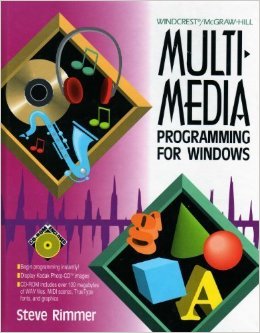 WINDCREST®/McGRAW-HILL
MULTI-
MEDIA
PROGRAMMING
FOR WINDOWS
Begin programming instantly!
Display Kodak Photo-CD™ images
CD-ROM includes over 100 megabytes
of WAV files, MIDI scores, TrueType
fonts, and graphics
Steve Rimmer
g
A